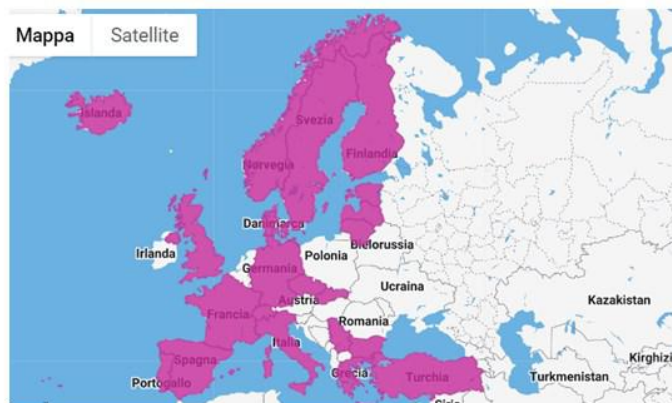 Mappa Satellite
Islanda
Svezia
Norvegia Finlandia
Danimarca
Irlanda
Bielorussia
Polonia
Germania
Ucraina
Austria
Kazakistan
Francia
Romania
Italia
Spagna
Kirghizi
Grecia
Turchia
Turkmenistan
Portogallo